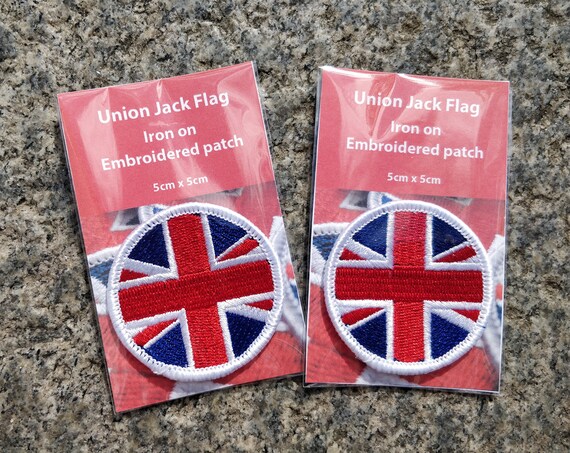 Union Jack Flag
Iron on
Embroidered patch
5cm x 5cm
Union Jack Flag
Iron on
Embroidered patch
5cm x 5cm